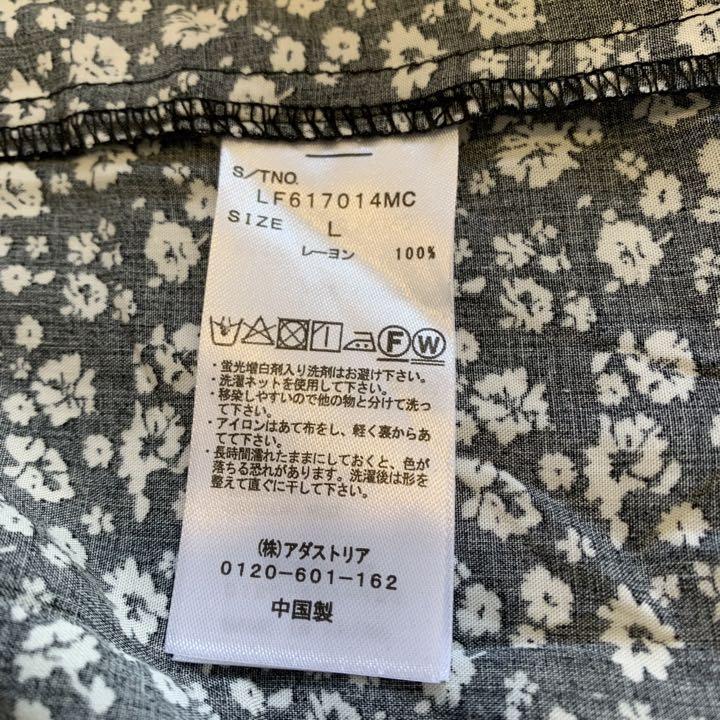 S/TNO.
LF617014MC
SIZE L
レーヨン 100%
F W
・蛍光増白剤入り洗剤はお避け下さい。
・洗濯ネットを使用して下さい。
・移染しやすいので他の物と分けて洗っ
て下さい。
・アイロンはあて布をし、軽く裏からあ
てて下さい。
・長時間濡れたままにしておくと、色が
落ちる恐れがあります。洗濯後は形を
整えて直ぐに干して下さい。
(株)アダストリア
0120-601-162
中国製